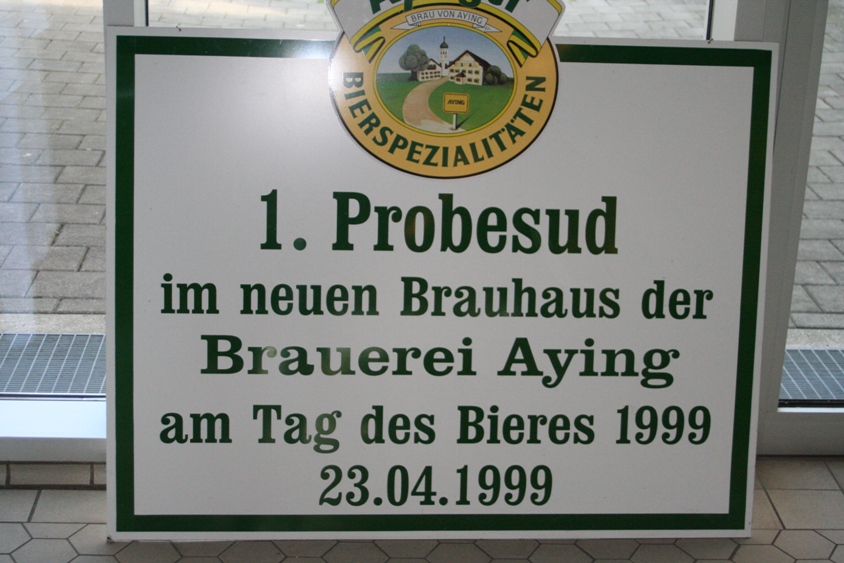 BRÄU VON AYING
AYING
BIERSPEZIALITÄTEN
1. Probesud
im neuen Brauhaus der
Brauerei Aying
am Tag des Bieres 1999
23.04.1999